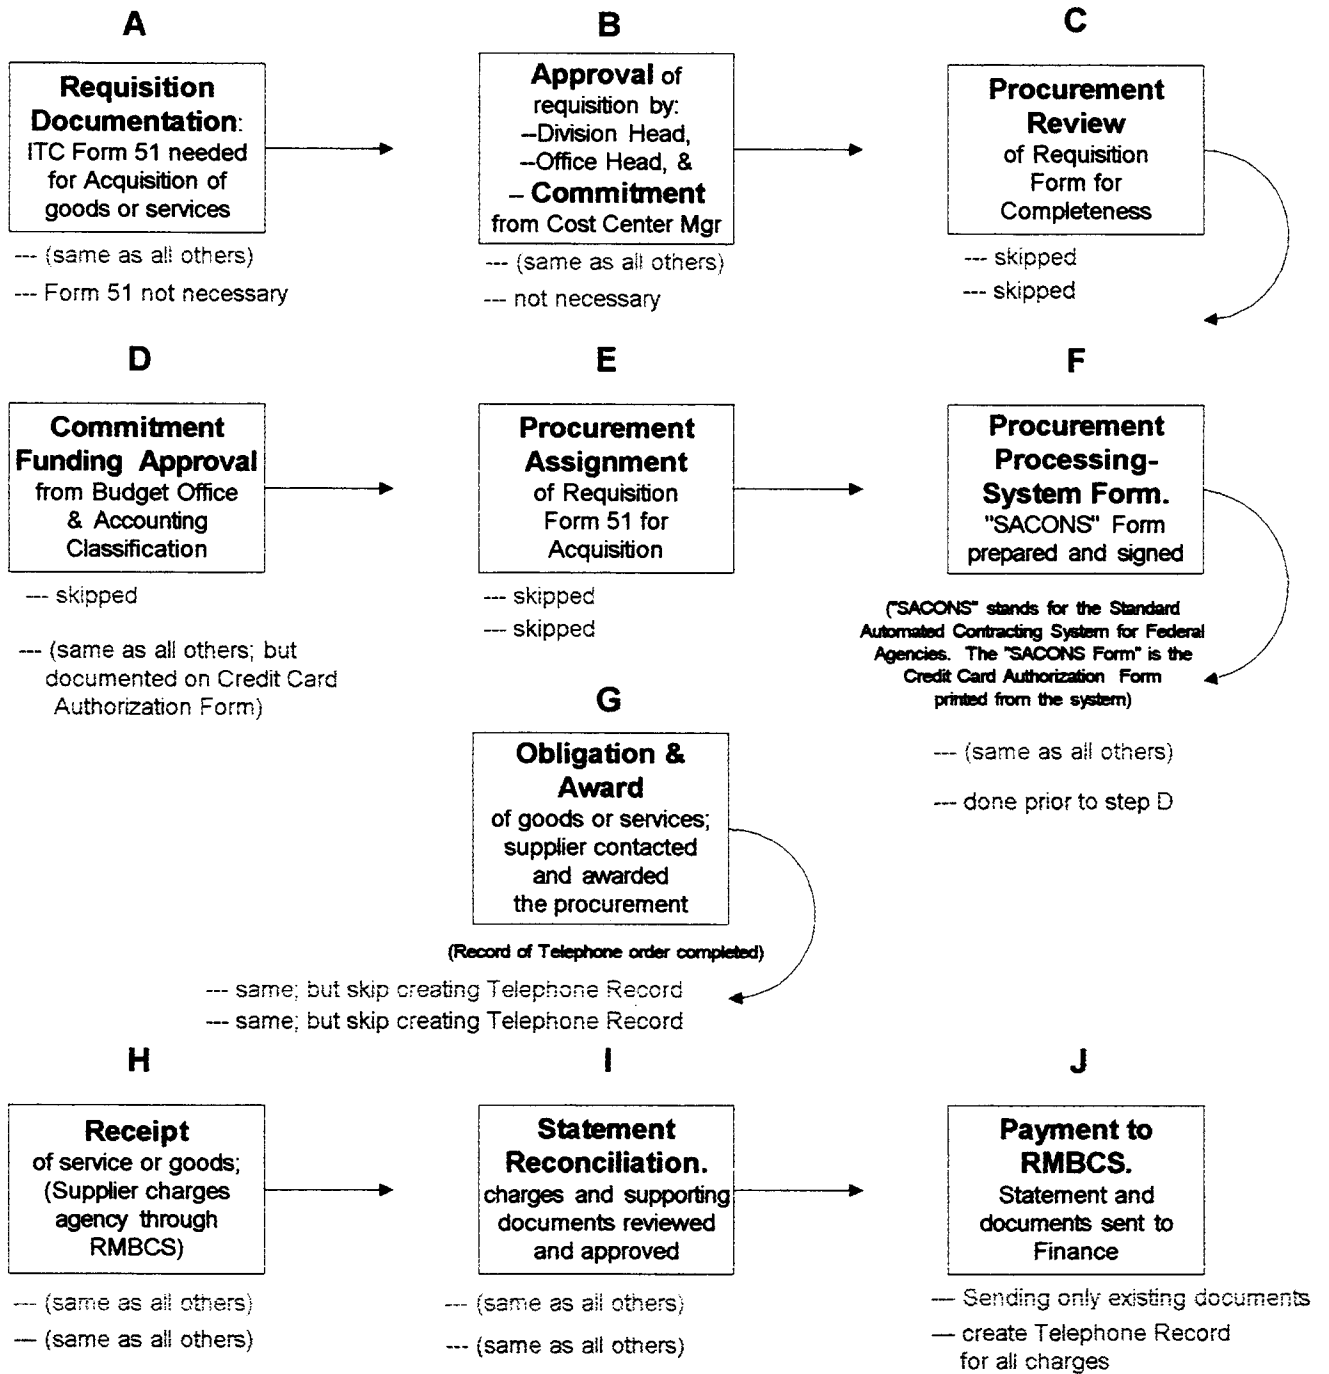 A
Requisition
Documentation:
ITC Form 51 needed
for Acquisition of
goods or services
--- (same as all others)
--- Form 51 not necessary
B
Approval of
requisition by:
--Division Head,
--Office Head, &
-- Commitment
from Cost Center Mgr
--- (same as all others)
--- not necessary
C
Procurement
Review
of Requisition
Form for
Completeness
--- skipped
--- skipped
D
Commitment
Funding Approval
from Budget Office
& Accounting
Classification
--- skipped
--- (same as all others; but
documented on Credit Card
Authorization Form)
E
Procurement
Assignment
of Requisition
Form 51 for
Acquisition
--- skipped
--- skipped
F
Procurement
Processing-
System Form.
"SACONS" Form
prepared and signed
("SACONS" stands for the Standard
Automated Contracting System for Federal
Agencies. The "SACONS Form" is the
Credit Card Authorization Form
printed from the system)
--- (same as all others)
--- done prior to step D
G
Obligation &
Award
of goods or services;
supplier contacted
and awarded
the procurement
(Record of Telephone order completed)
--- same; but skip creating Telephone Record
--- same; but skip creating Telephone Record
H
Receipt
of service or goods;
(Supplier charges
agency through
RMBCS)
--- (same as all others)
--- (same as all others)
I
Statement
Reconciliation.
charges and supporting
documents reviewed
and approved
--- (same as all others)
--- (same as all others)
J
Payment to
RMBCS.
Statement and
documents sent to
Finance
--- Sending only existing documents
--- create Telephone Record
for all charges